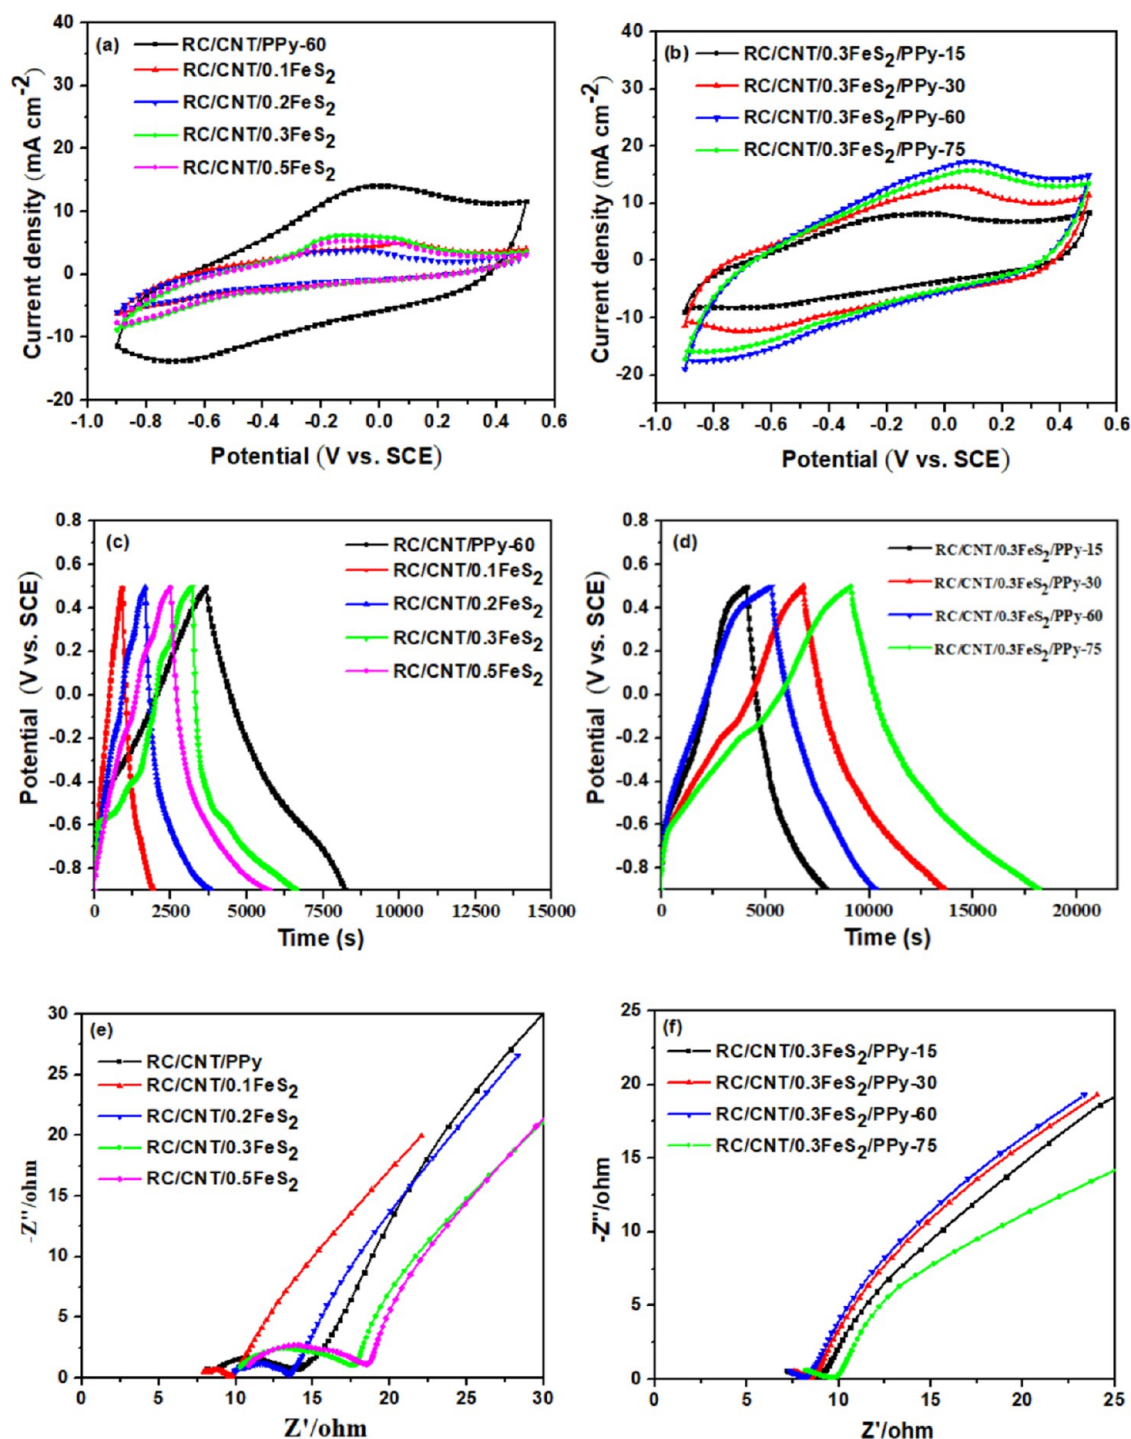 (a)
RC/CNT/PPy-60
RC/CNT/0.1FeS2
RC/CNT/0.2FeS2
RC/CNT/0.3FeS2
RC/CNT/0.5FeS2
40
30
20
10
0
-10
-20
-1.0 -0.8 -0.6 -0.4 -0.2 0.0 0.2 0.4 0.6
Current density (mA cm-2)
Potential (V vs. SCE)
(b)
RC/CNT/0.3FeS2/PPy-15
RC/CNT/0.3FeS2/PPy-30
RC/CNT/0.3FeS2/PPy-60
RC/CNT/0.3FeS2/PPy-75
40
30
20
10
0
-10
-20
-1.0 -0.8 -0.6 -0.4 -0.2 0.0 0.2 0.4 0.6
Current density (mA cm-2)
Potential (V vs. SCE)
(c)
RC/CNT/PPy-60
RC/CNT/0.1FeS2
RC/CNT/0.2FeS2
RC/CNT/0.3FeS2
RC/CNT/0.5FeS2
0.8
0.6
0.4
0.2
0.0
-0.2
-0.4
-0.6
-0.8
0 2500 5000 7500 10000 12500 15000
Potential (V vs. SCE)
Time (s)
(d)
RC/CNT/0.3FeS2/PPy-15
RC/CNT/0.3FeS2/PPy-30
RC/CNT/0.3FeS2/PPy-60
RC/CNT/0.3FeS2/PPy-75
0.8
0.6
0.4
0.2
0.0
-0.2
-0.4
-0.6
-0.8
0 5000 10000 15000 20000
Potential (V vs. SCE)
Time (s)
(e)
RC/CNT/PPy
RC/CNT/0.1FeS2
RC/CNT/0.2FeS2
RC/CNT/0.3FeS2
RC/CNT/0.5FeS2
30
25
20
15
10
5
0
0 5 10 15 20 25 30
-Z''/ohm
Z'/ohm
(f)
RC/CNT/0.3FeS2/PPy-15
RC/CNT/0.3FeS2/PPy-30
RC/CNT/0.3FeS2/PPy-60
RC/CNT/0.3FeS2/PPy-75
25
20
15
10
5
0
0 5 10 15 20 25
-Z''/ohm
Z'/ohm